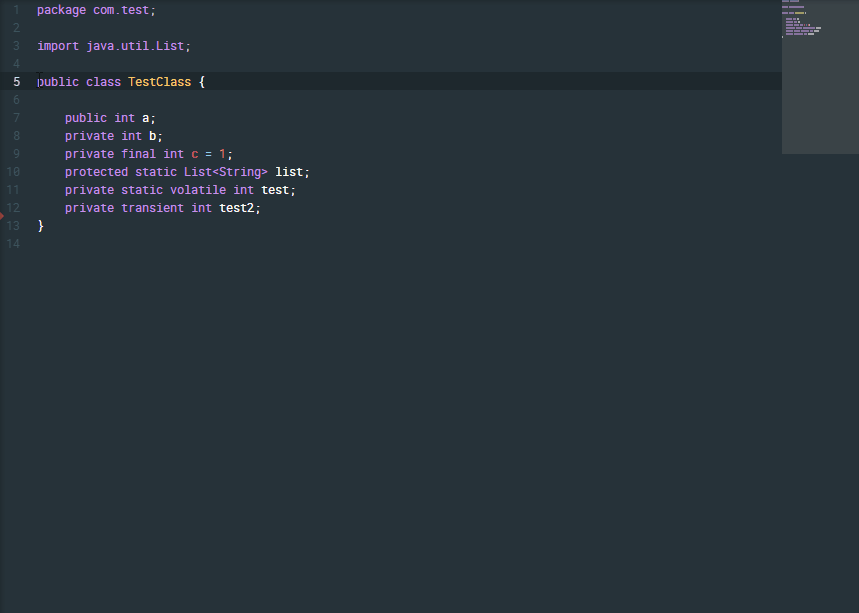 1 package com.test;
2
3 import java.util.List;
4
5 public class TestClass {
6
7 public int a;
8 private int b;
9 private final int c = 1;
10 protected static List<String> list;
11 private static volatile int test;
12 private transient int test2;
13 }
14